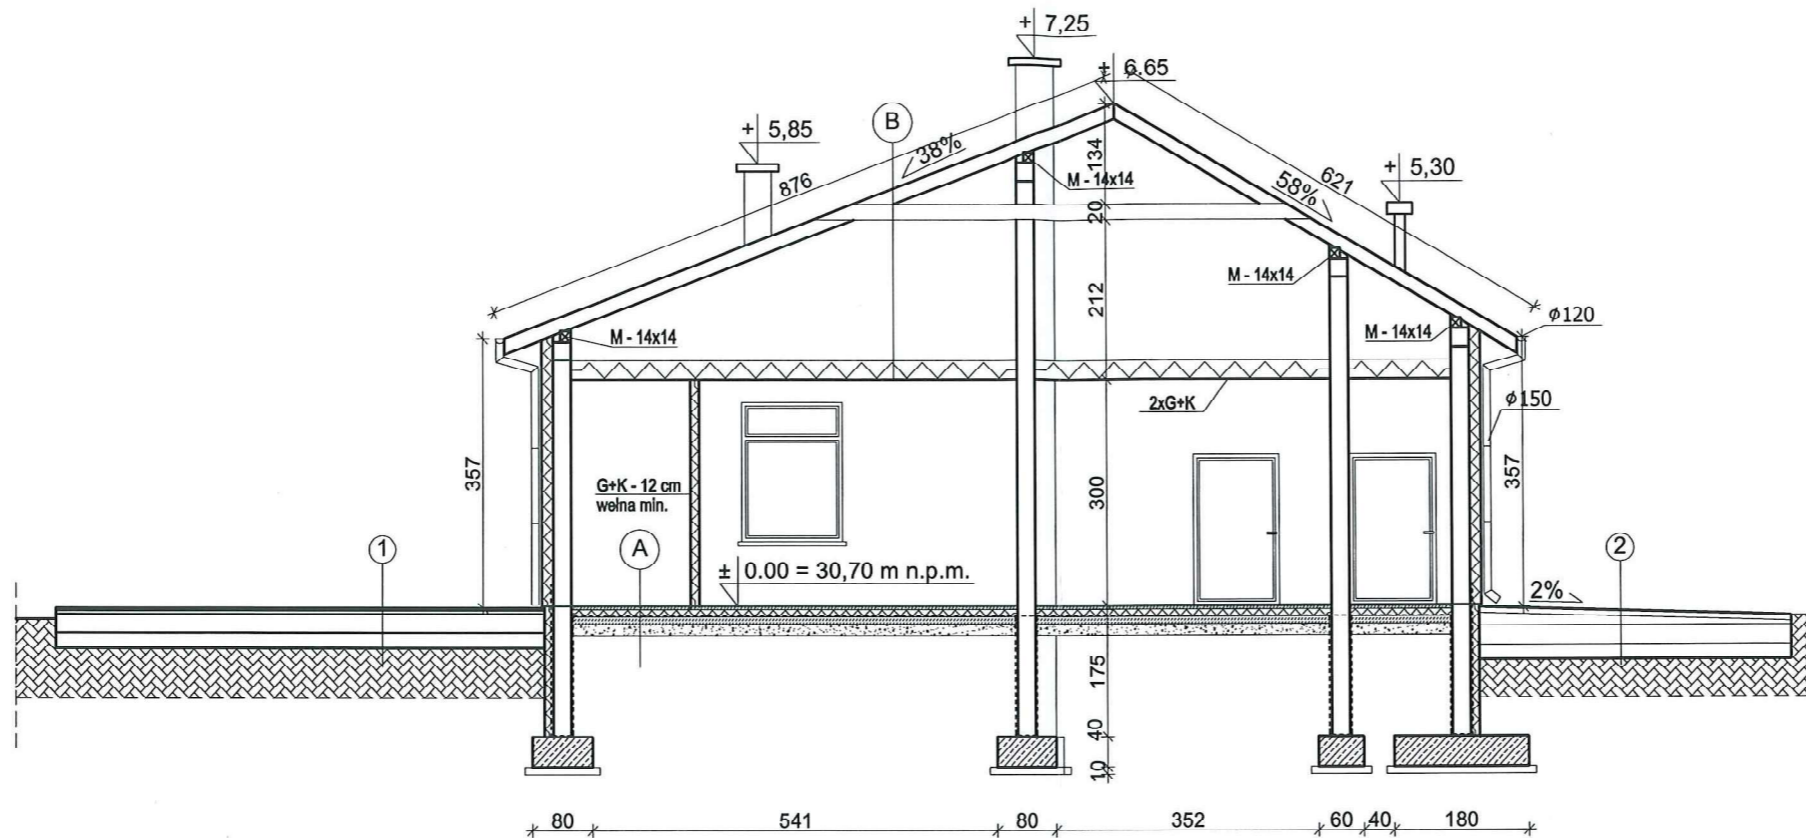 + 7,25
± 6.65
+ 5,85
B
38%
134
M - 14x14
876
621
58%
+ 5,30
20
M - 14x14
212
M - 14x14
M - 14x14
φ120
2xG+K
φ150
357
G+K - 12 cm
wełna min.
300
357
1
A
2
± 0.00 = 30,70 m n.p.m.
2%
175
40
10
80 541 80 352 60 40 180